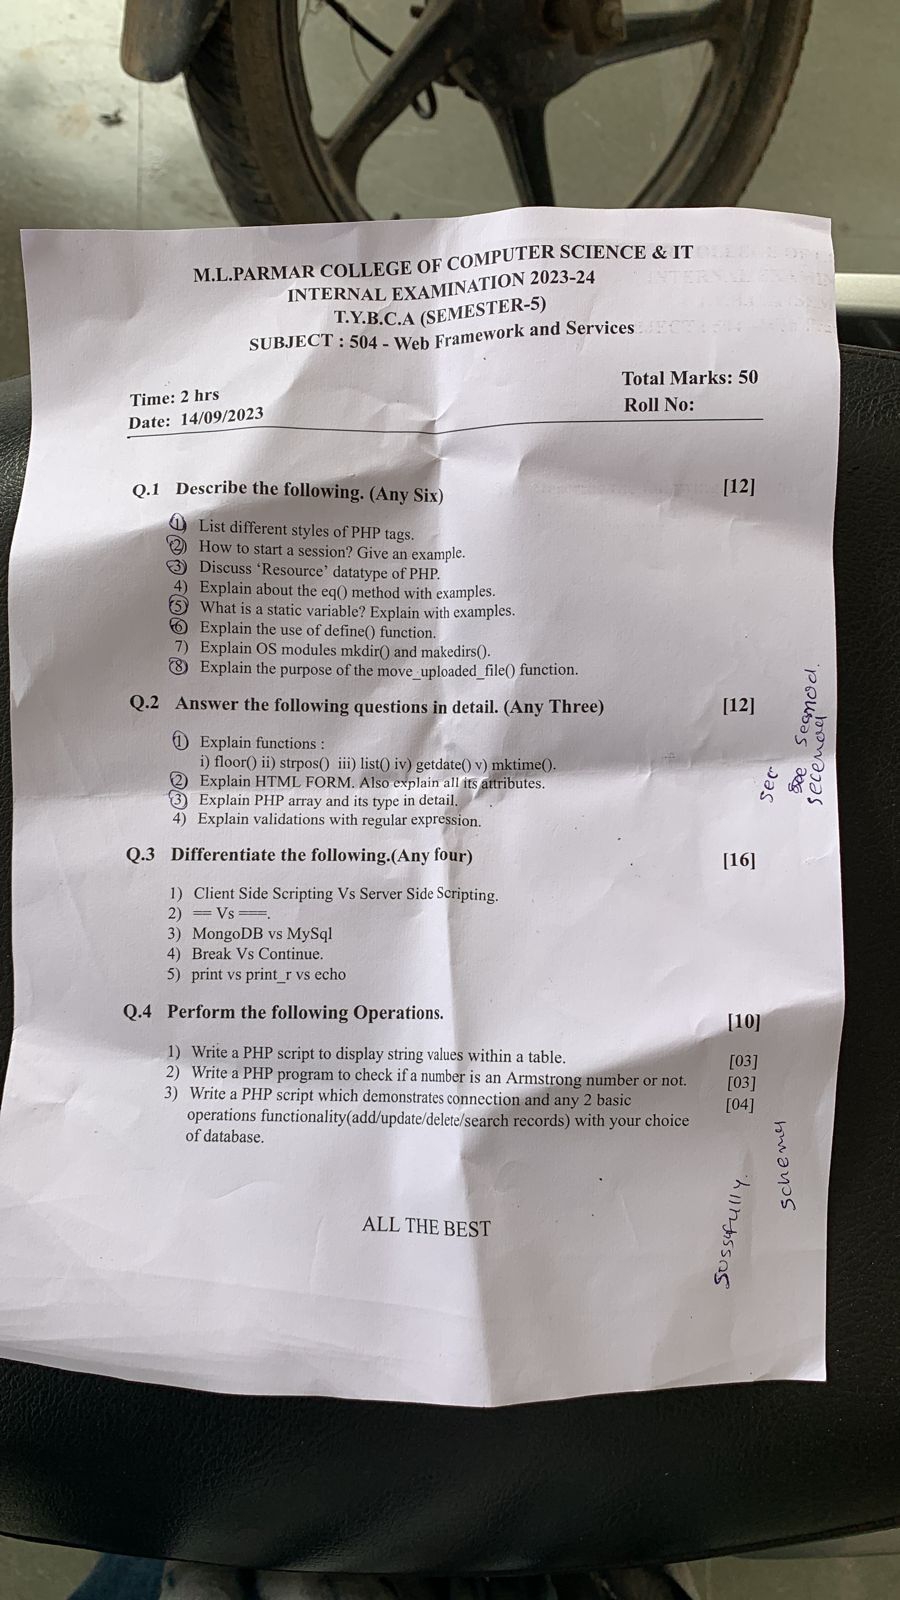 M.L.PARMAR COLLEGE OF COMPUTER SCIENCE & IT
INTERNAL EXAMINATION 2023-24
T.Y.B.C.A (SEMESTER-5)
SUBJECT : 504 - Web Framework and Services
Time: 2 hrs
Total Marks: 50
Date: 14/09/2023
Roll No:
Q.1 Describe the following. (Any Six) [12]
1) List different styles of PHP tags.
2) How to start a session? Give an example.
3) Discuss ‘Resource’ datatype of PHP.
4) Explain about the eq() method with examples.
5) What is a static variable? Explain with examples.
6) Explain the use of define() function.
7) Explain OS modules mkdir() and makedirs().
8) Explain the purpose of the move_uploaded_file() function.
Q.2 Answer the following questions in detail. (Any Three) [12]
1) Explain functions :
i) floor() ii) strpos() iii) list() iv) getdate() v) mktime().
2) Explain HTML FORM. Also explain all its attributes.
3) Explain PHP array and its type in detail.
4) Explain validations with regular expression.
Q.3 Differentiate the following.(Any four) [16]
1) Client Side Scripting Vs Server Side Scripting.
2) == Vs ===.
3) MongoDB vs MySql
4) Break Vs Continue.
5) print vs print_r vs echo
Q.4 Perform the following Operations. [10]
1) Write a PHP script to display string values within a table. [03]
2) Write a PHP program to check if a number is an Armstrong number or not. [03]
3) Write a PHP script which demonstrates connection and any 2 basic [04]
operations functionality(add/update/delete/search records) with your choice
of database.
ALL THE BEST
sec